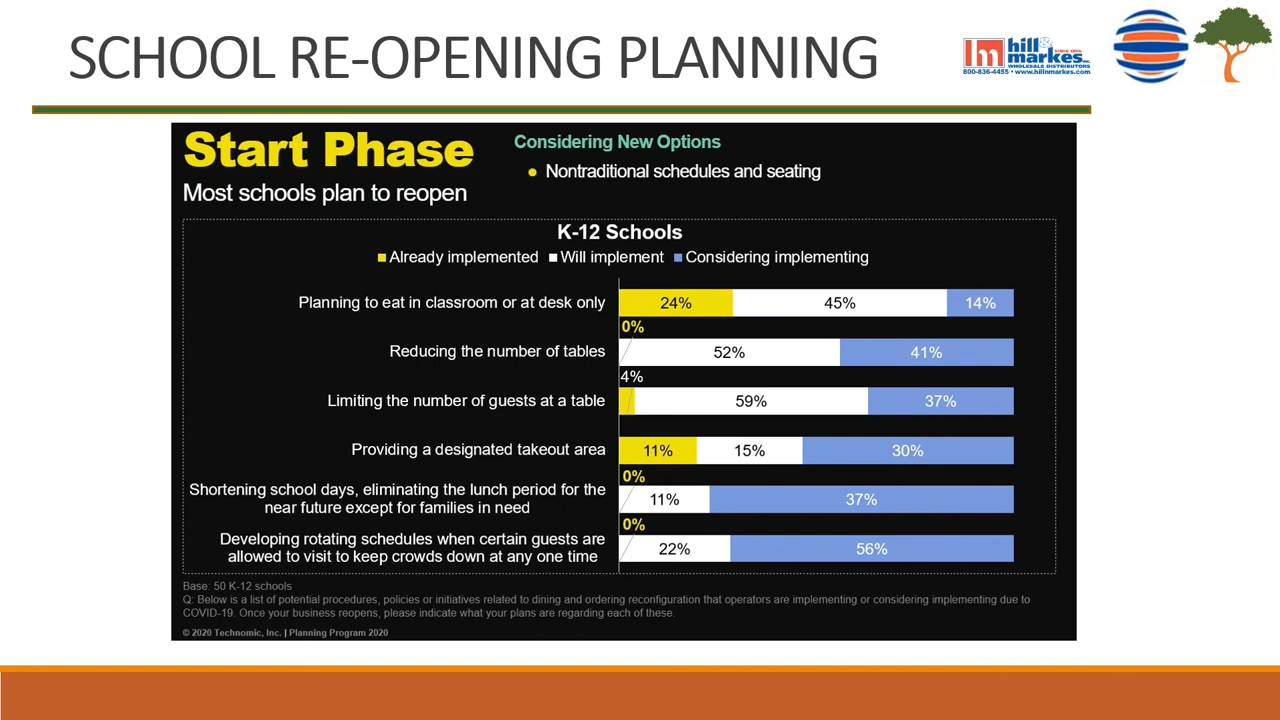 SCHOOL RE-OPENING PLANNING
hill&
markes INC.
SINCE 1906
WHOLESALE DISTRIBUTORS
800-836-4455 • www.hillnmarkes.com
Start Phase
Most schools plan to reopen
Considering New Options
● Nontraditional schedules and seating
K-12 Schools
Already implemented Will implement Considering implementing
Planning to eat in classroom or at desk only 24% 45% 14%
0%
Reducing the number of tables 52% 41%
4%
Limiting the number of guests at a table 59% 37%
Providing a designated takeout area 11% 15% 30%
0%
Shortening school days, eliminating the lunch period for the
near future except for families in need 11% 37%
0%
Developing rotating schedules when certain guests are
allowed to visit to keep crowds down at any one time 22% 56%
Base: 50 K-12 schools
Q: Below is a list of potential procedures, policies or initiatives related to dining and ordering reconfiguration that operators are implementing or considering implementing due to
COVID-19. Once your business reopens, please indicate what your plans are regarding each of these.
© 2020 Technomic, Inc. | Planning Program 2020